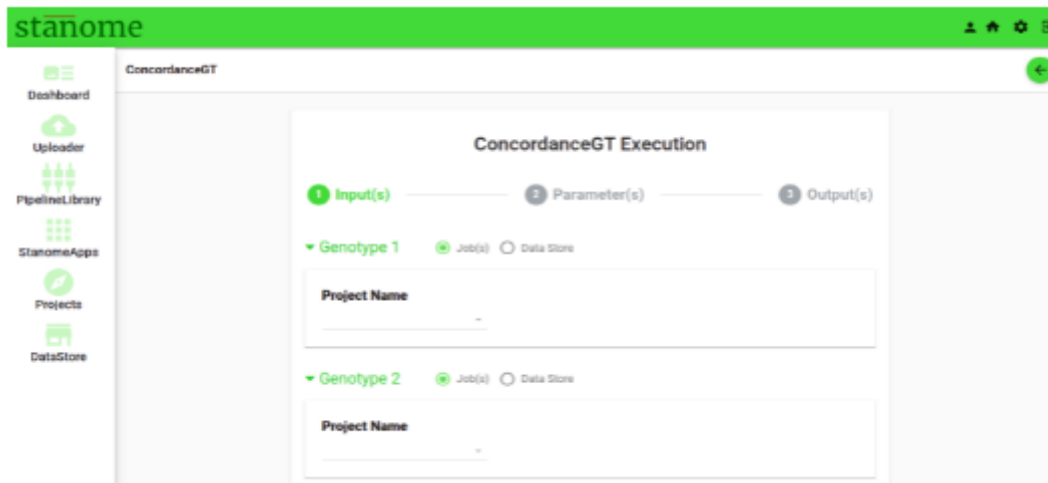 stanome
ConcordanceGT
Dashboard
Uploader
PipelineLibrary
StanomeApps
Projects
DataStore
ConcordanceGT Execution
1 Input(s) 2 Parameter(s) 3 Output(s)
Genotype 1 Job(s) Data Store
Project Name
Genotype 2 Job(s) Data Store
Project Name